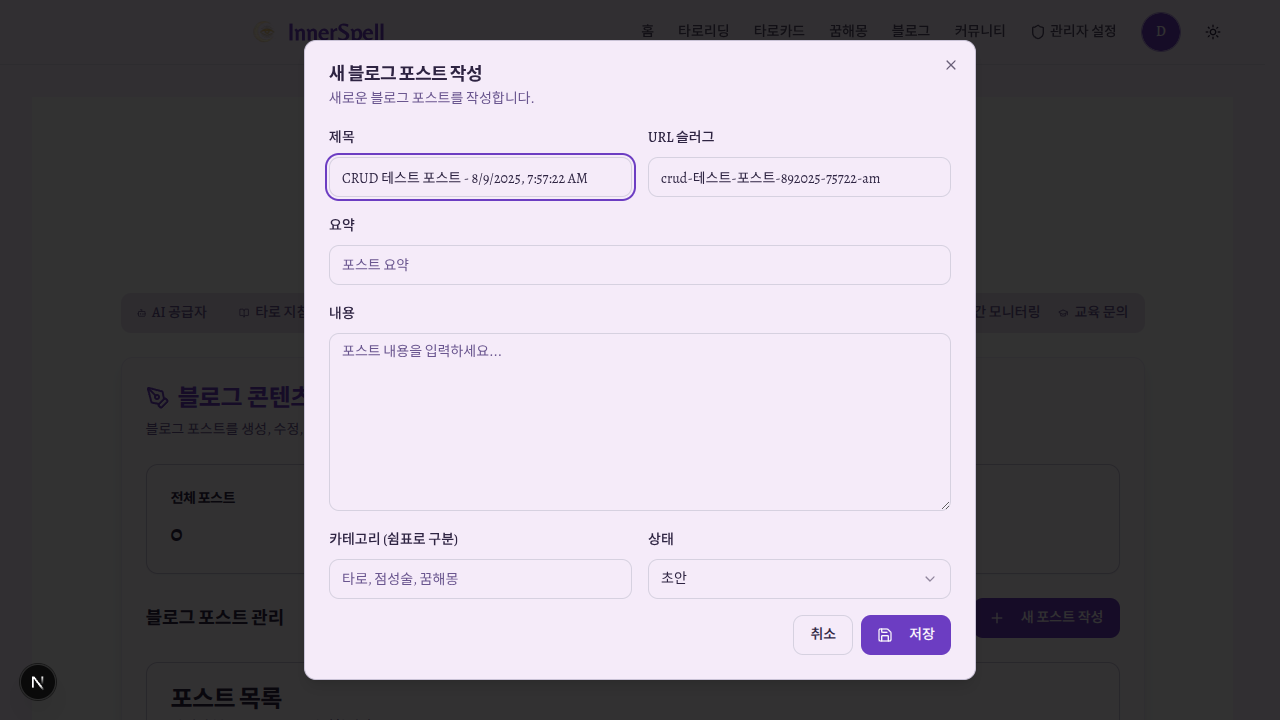 InnerSpell
홈 타로리딩 타로카드 꿈해몽 블로그 커뮤니티 관리자 설정 D
새 블로그 포스트 작성
새로운 블로그 포스트를 작성합니다.
제목 URL 슬러그
CRUD 테스트 포스트 - 8/9/2025, 7:57:22 AM crud-테스트-포스트-892025-75722-am
요약
포스트 요약
AI 공급자 타로 지침 모니터링 교육 문의
내용
포스트 내용을 입력하세요...
블로그 콘텐츠
블로그 포스트를 생성, 수정,
전체 포스트
0
카테고리 (쉼표로 구분) 상태
타로, 점성술, 꿈해몽 초안
블로그 포스트 관리 새 포스트 작성
취소 저장
N
포스트 목록